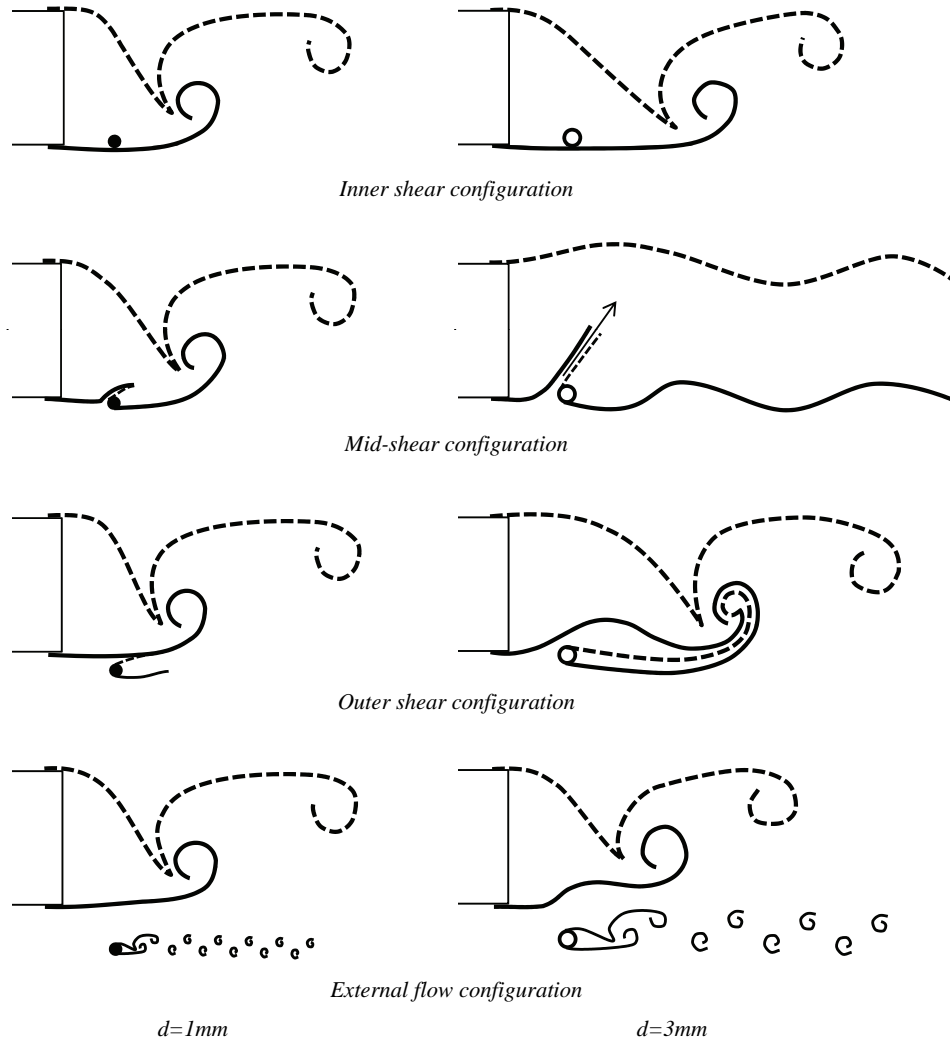 Inner shear configuration
Mid-shear configuration
Outer shear configuration
External flow configuration
d=1mm
d=3mm